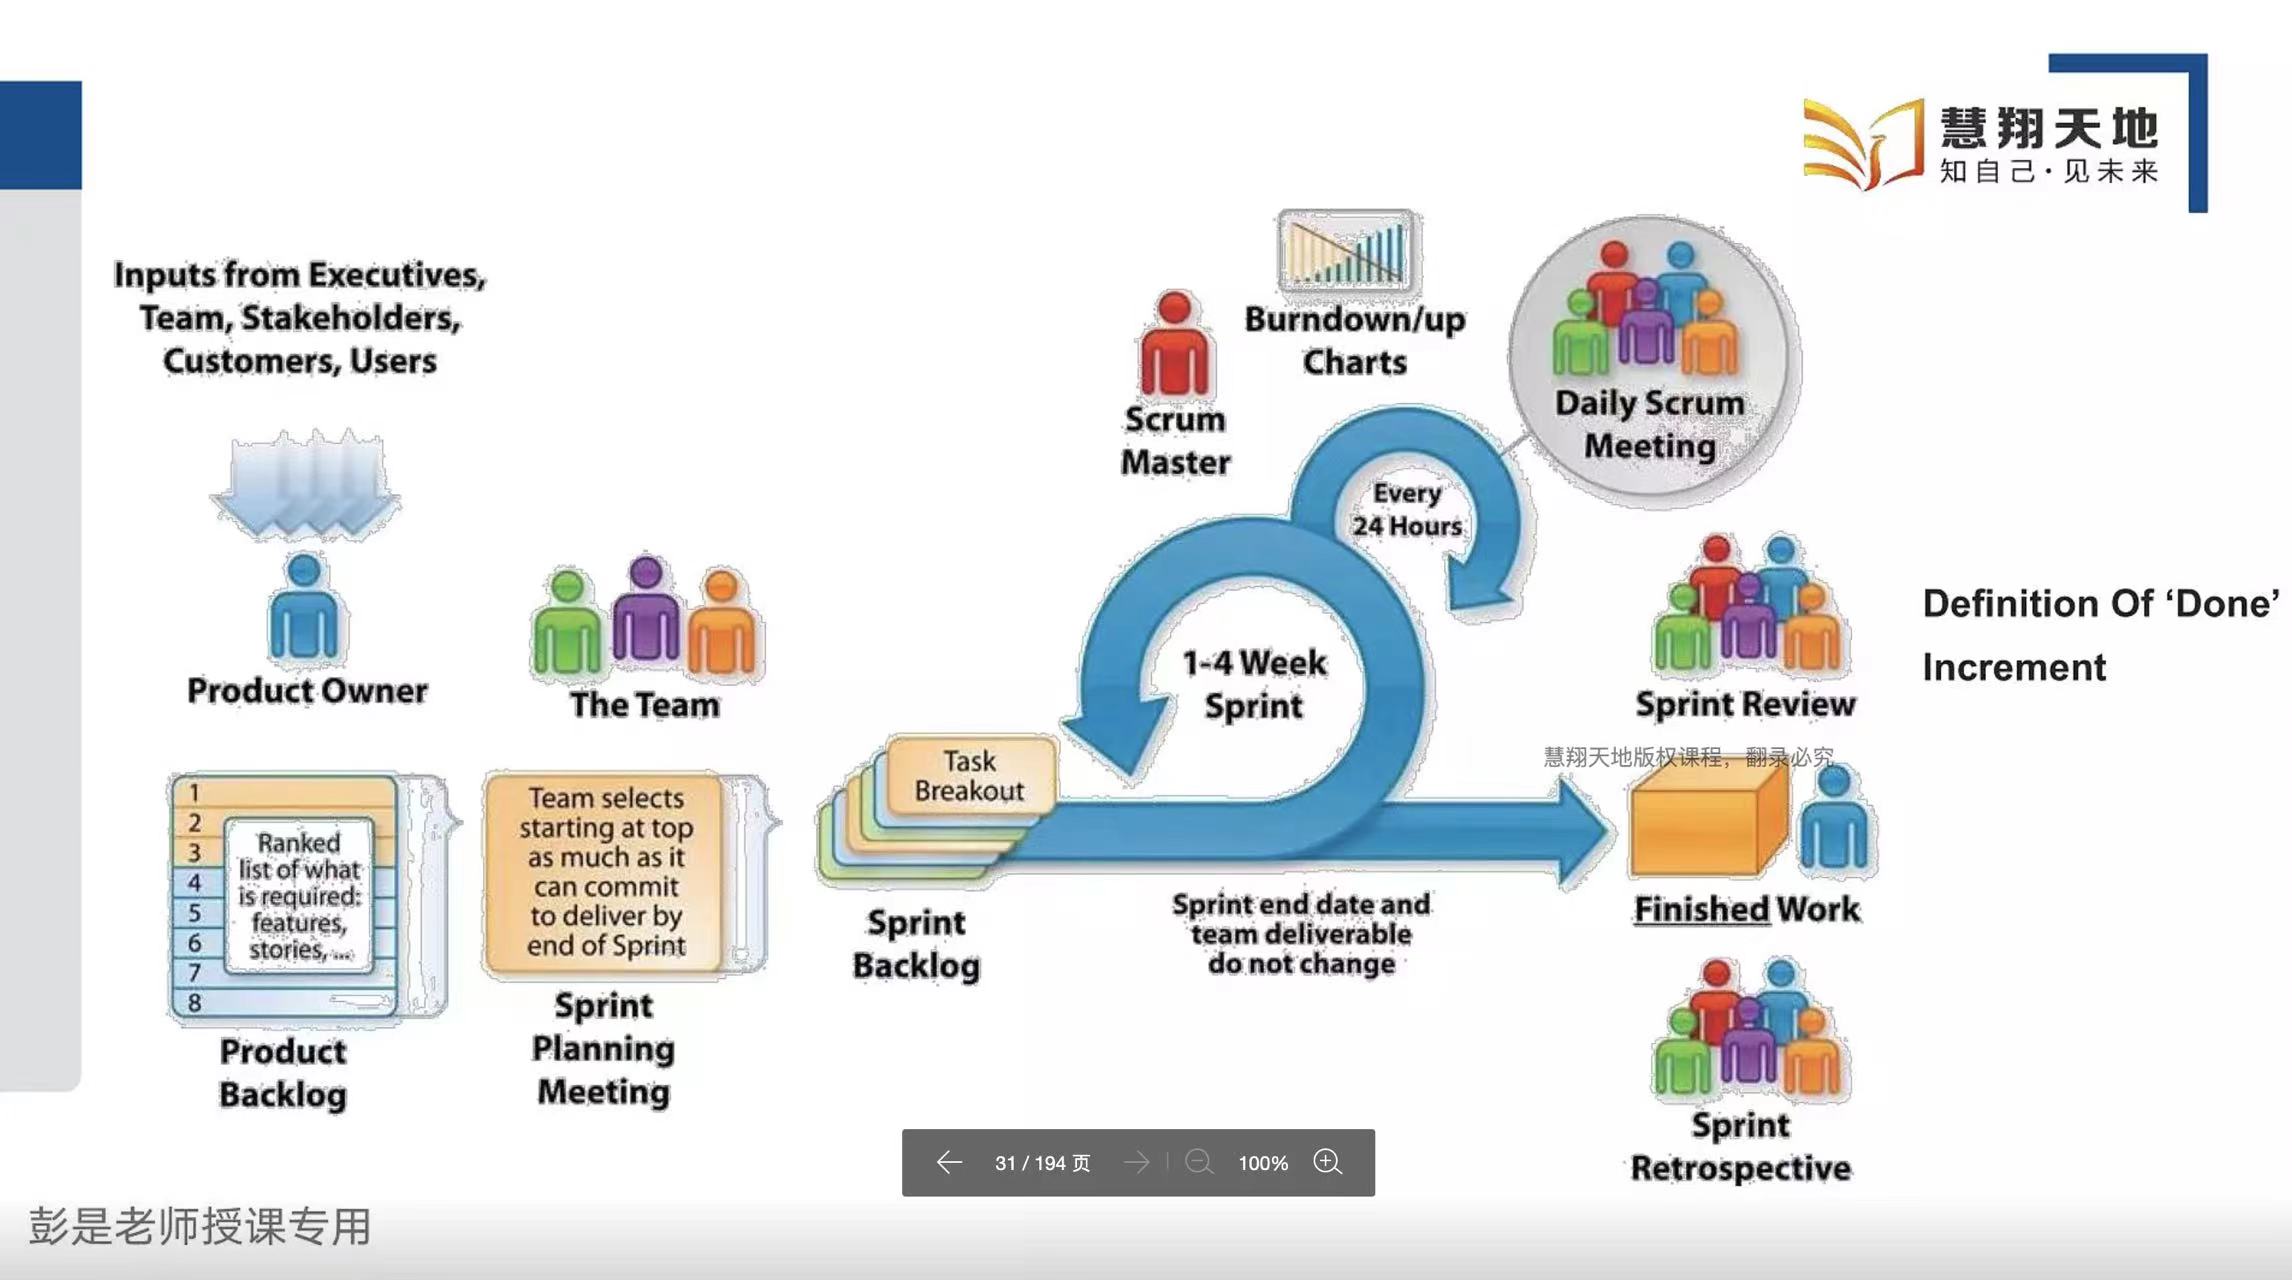 慧翔天地
知自己·见未来
Inputs from Executives,
Team, Stakeholders,
Customers, Users
Product Owner
The Team
1
2
3
4
5
6
7
8
Ranked
list of what
is required:
features,
stories, ...
Product
Backlog
Team selects
starting at top
as much as it
can commit
to deliver by
end of Sprint
Sprint
Planning
Meeting
Task
Breakout
Sprint
Backlog
Scrum
Master
Burndown/up
Charts
Daily Scrum
Meeting
Every
24 Hours
1-4 Week
Sprint
Sprint end date and
team deliverable
do not change
Sprint Review
Definition Of ‘Done’
Increment
慧翔天地版权课程，翻录必究
Finished Work
Sprint
Retrospective
31 / 194 页
100%
彭是老师授课专用